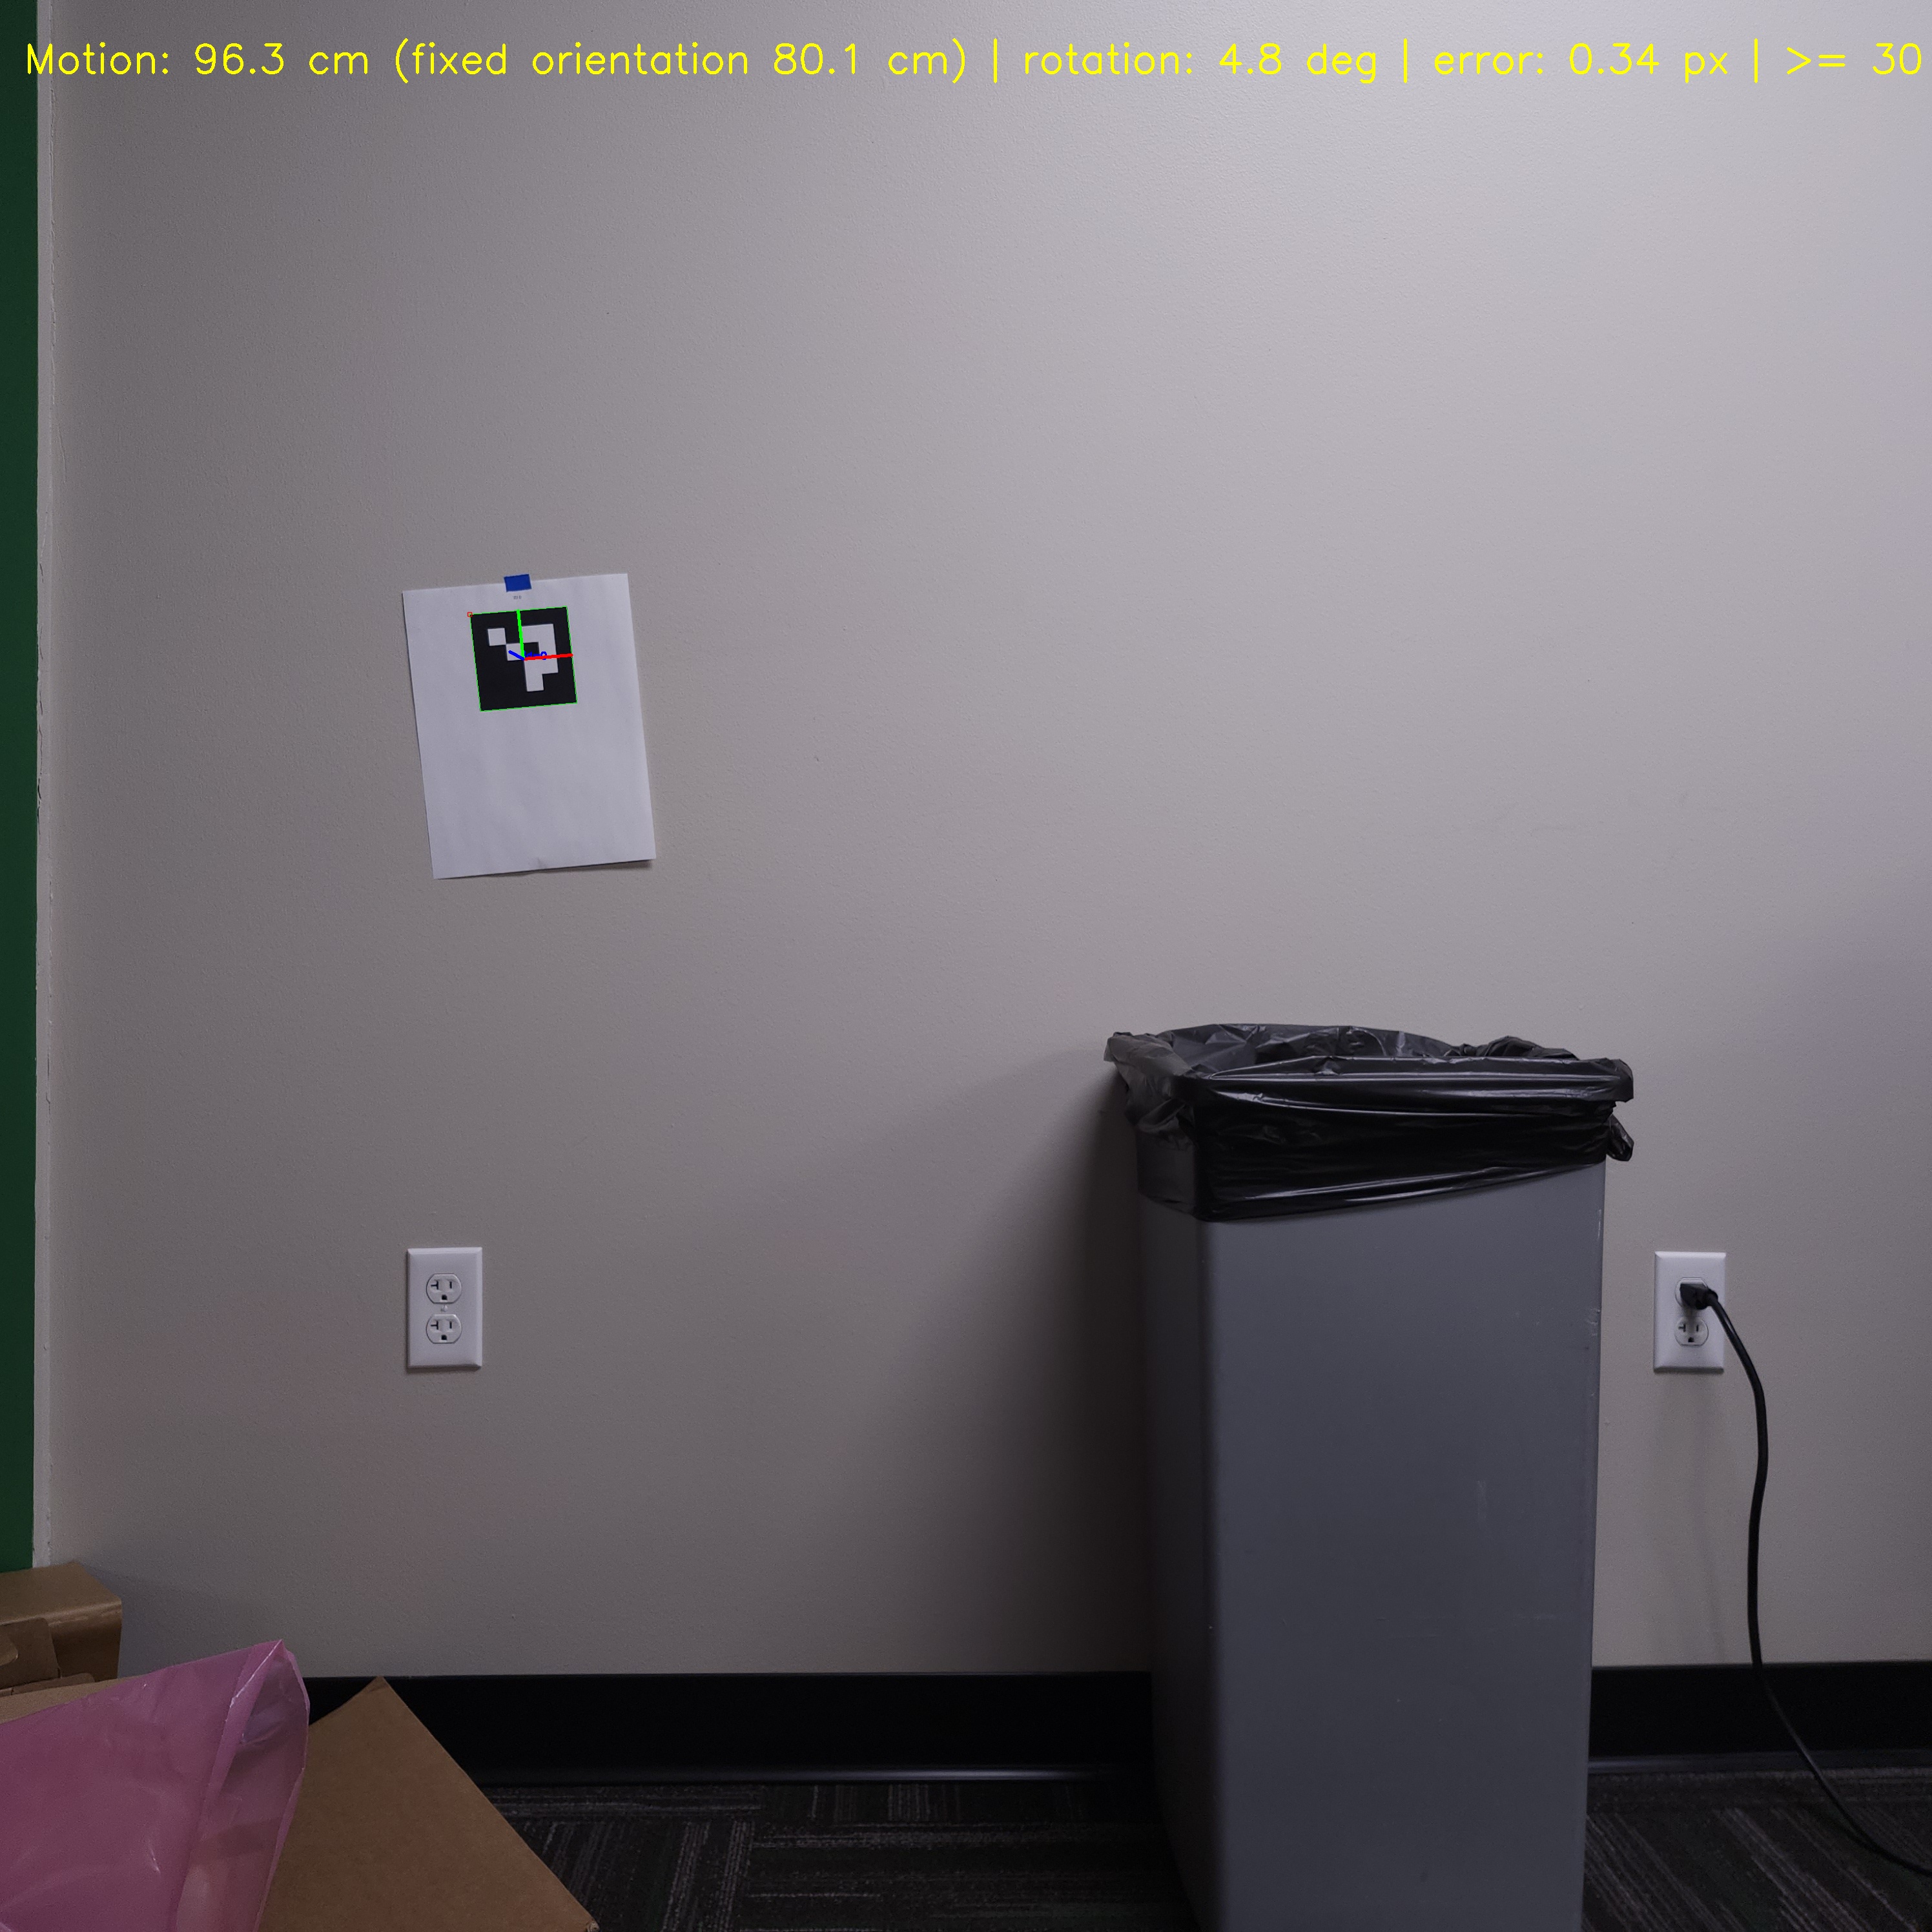 Motion: 96.3 cm (fixed orientation 80.1 cm) | rotation: 4.8 deg | error: 0.34 px | >= 30